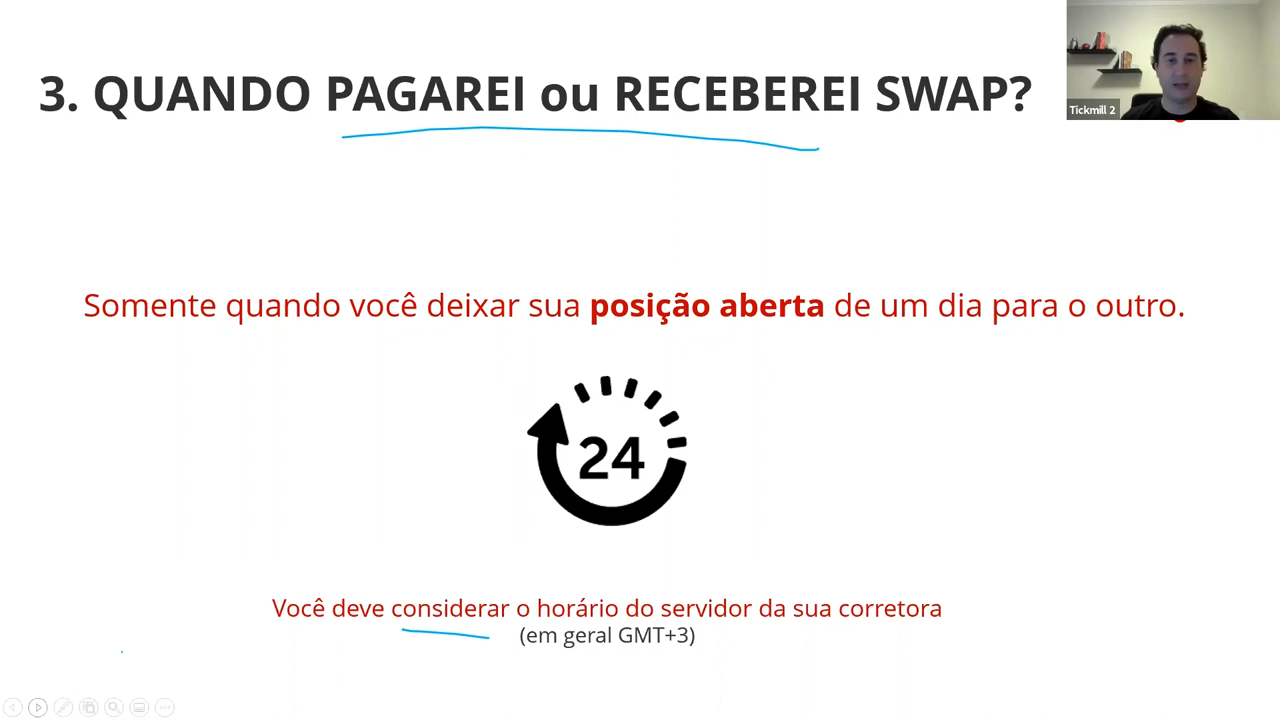 3. QUANDO PAGAREI ou RECEBEREI SWAP?
Tickmill 2
Somente quando você deixar sua posição aberta de um dia para o outro.
24
Você deve considerar o horário do servidor da sua corretora
(em geral GMT+3)